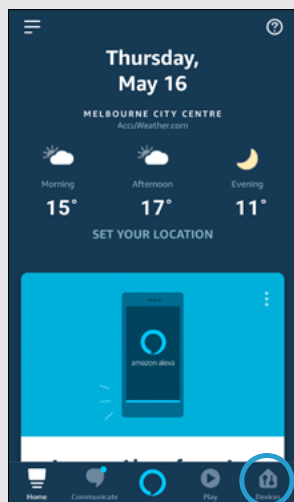 Thursday,
May 16
MELBOURNE CITY CENTRE
AccuWeather.com
Morning Afternoon Evening
15° 17° 11°
SET YOUR LOCATION
amazon alexa
Home Communicate Play Devices